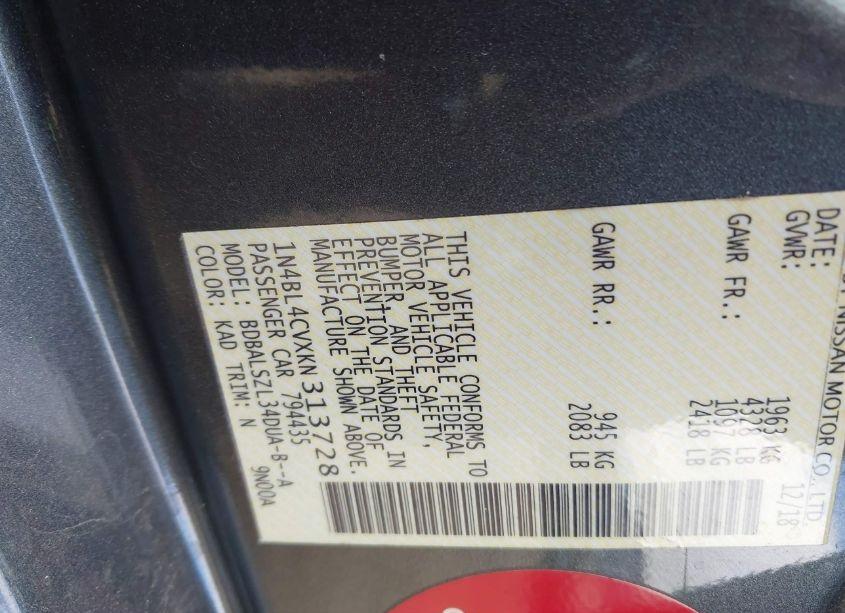 BY NISSAN MOTOR CO., LTD.
DATE: 12/18
GVWR: 1963 KG
4328 LB
GAWR FR.: 1097 KG
2418 LB
GAWR RR.: 945 KG
2083 LB
THIS VEHICLE CONFORMS TO
ALL APPLICABLE FEDERAL
MOTOR VEHICLE SAFETY,
BUMPER, AND THEFT
PREVENTION STANDARDS IN
EFFECT ON THE DATE OF
MANUFACTURE SHOWN ABOVE.
1N4BL4CVXKN313728
PASSENGER CAR 794435
MODEL: BDBALSZL34DUA-B--A 9N00A
COLOR: KAD TRIM: N